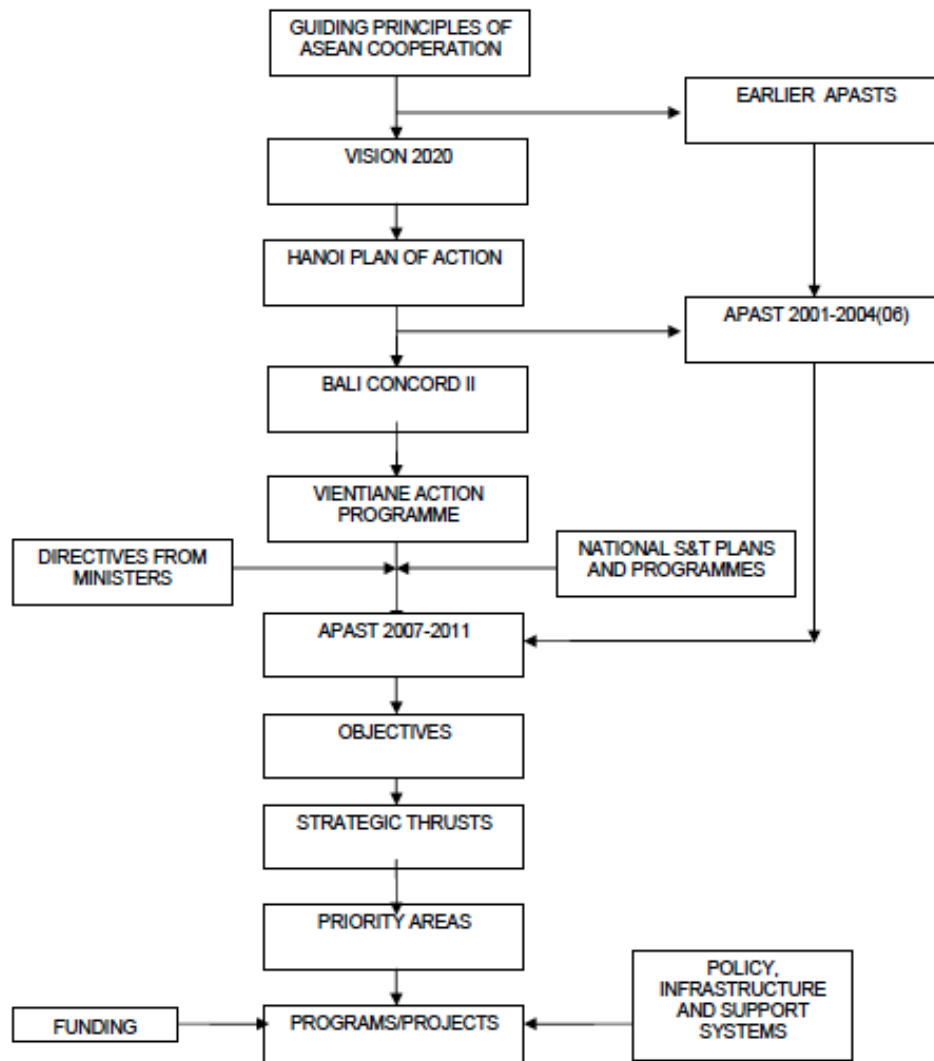 GUIDING PRINCIPLES OF
ASEAN COOPERATION
EARLIER APASTS
VISION 2020
HANOI PLAN OF ACTION
APAST 2001-2004(06)
BALI CONCORD II
VIENTIANE ACTION
PROGRAMME
DIRECTIVES FROM
MINISTERS
NATIONAL S&T PLANS
AND PROGRAMMES
APAST 2007-2011
OBJECTIVES
STRATEGIC THRUSTS
PRIORITY AREAS
POLICY,
INFRASTRUCTURE
AND SUPPORT
SYSTEMS
FUNDING
PROGRAMS/PROJECTS